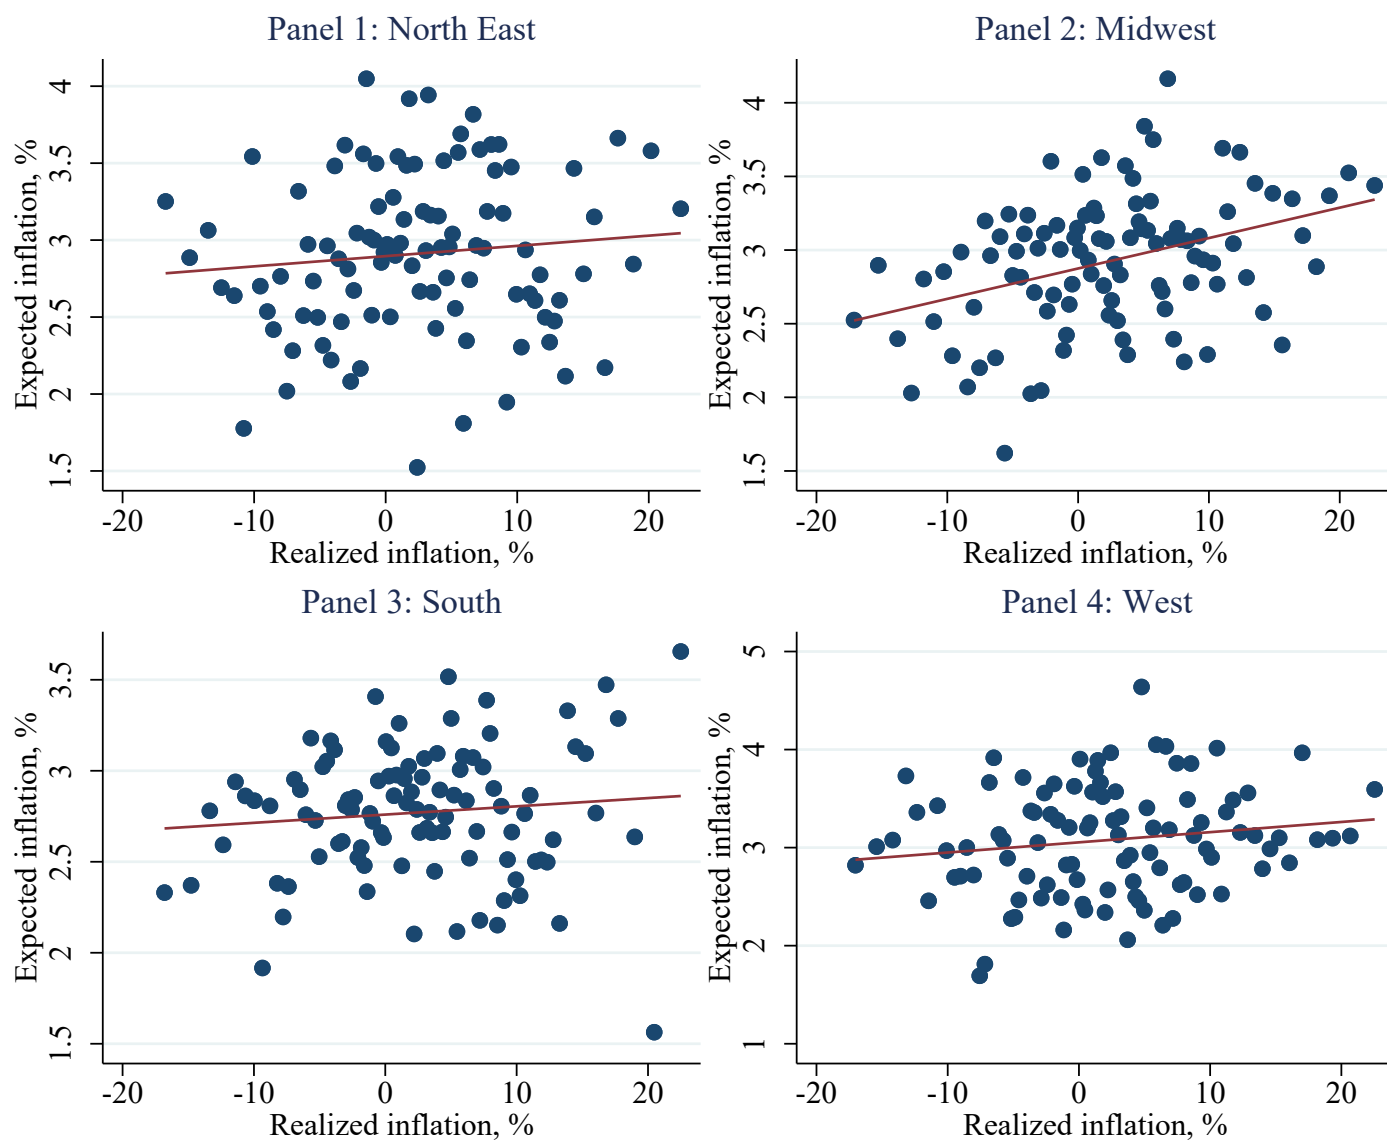 Panel 1: North East
Expected inflation, %
4
3.5
3
2.5
2
1.5
-20 -10 0 10 20
Realized inflation, %
Panel 2: Midwest
Expected inflation, %
4
3.5
3
2.5
2
1.5
-20 -10 0 10 20
Realized inflation, %
Panel 3: South
Expected inflation, %
3.5
3
2.5
2
1.5
-20 -10 0 10 20
Realized inflation, %
Panel 4: West
Expected inflation, %
5
4
3
2
1
-20 -10 0 10 20
Realized inflation, %